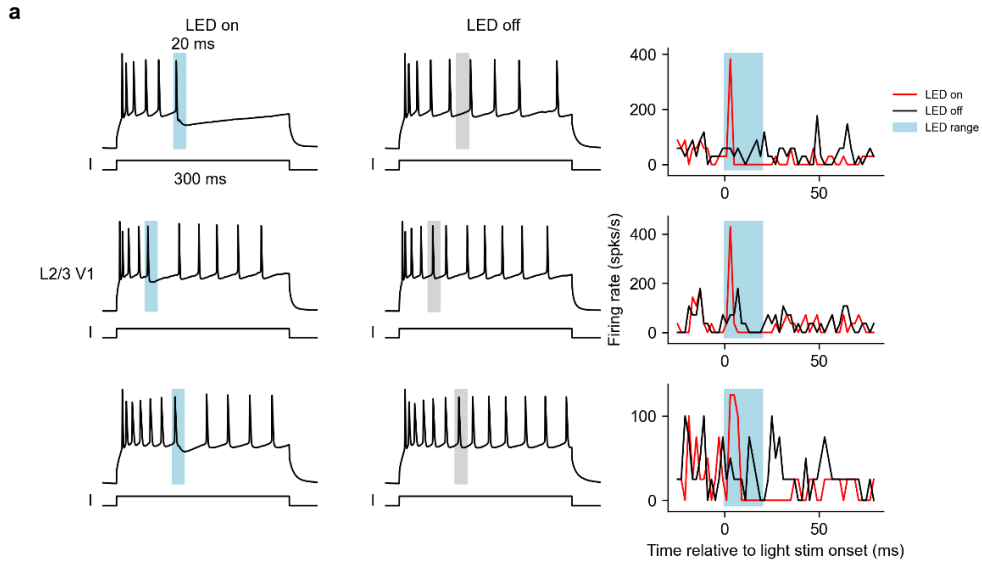 a
LED on
LED off
20 ms
I
300 ms
I
L2/3 V1
I
I
I
I
400
200
0
0
50
LED on
LED off
LED range
Firing rate (spks/s)
400
200
0
0
50
100
0
0
50
Time relative to light stim onset (ms)